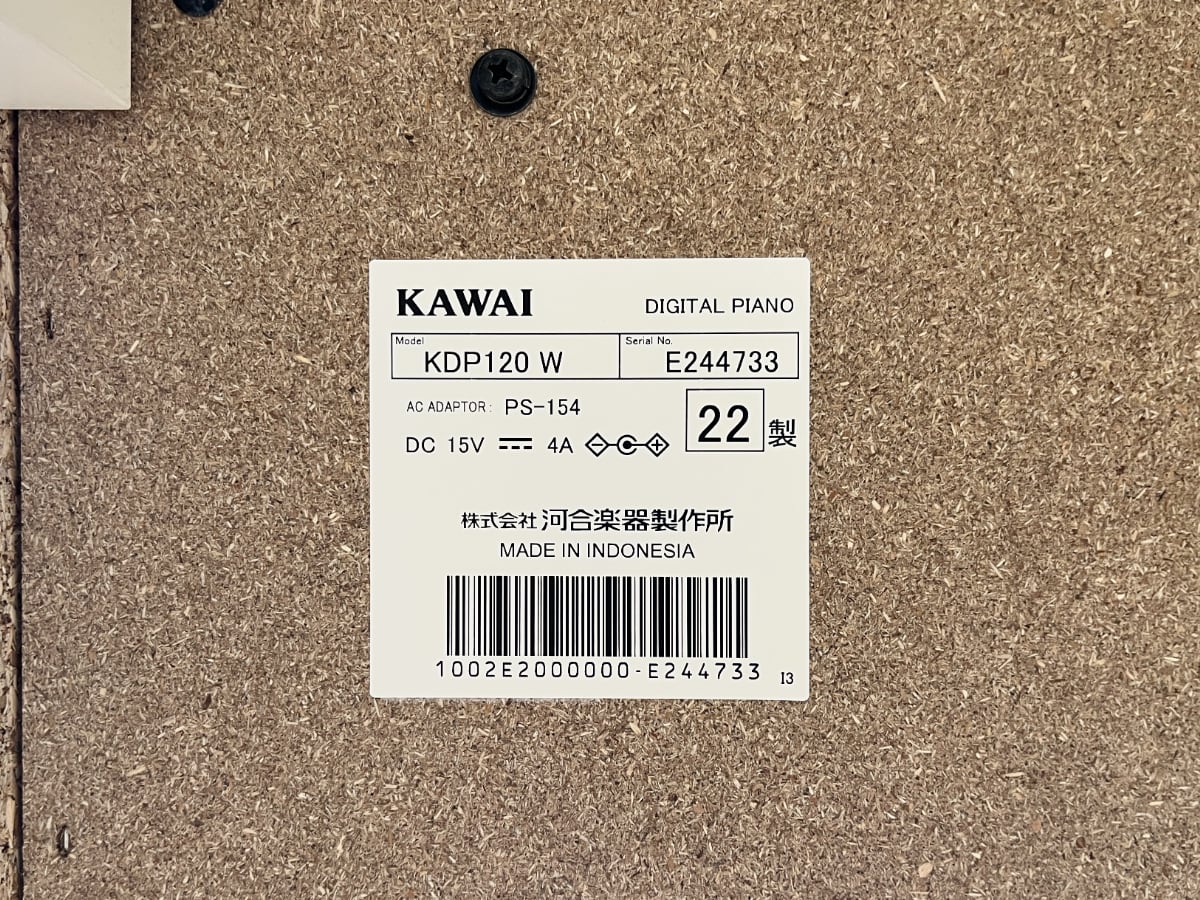 KAWAI DIGITAL PIANO
Model KDP120 W Serial No. E244733
AC ADAPTOR: PS-154
DC 15V 4A 22 製
株式会社 河合楽器製作所
MADE IN INDONESIA
1002E2000000-E244733 I3